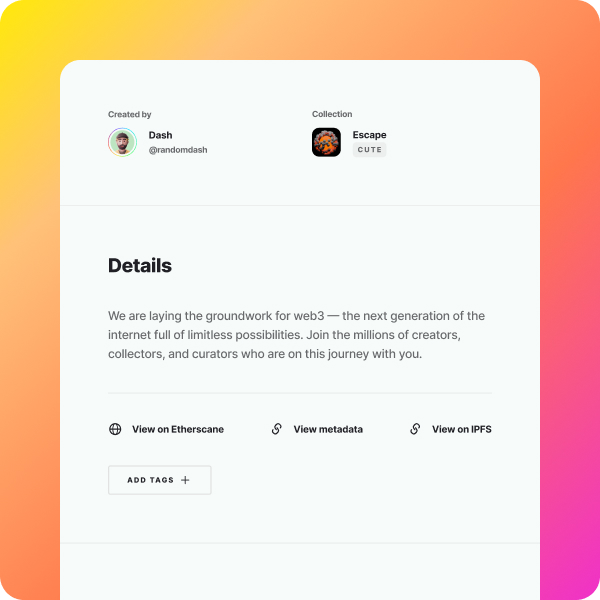 Created by
Dash
@randomdash
Collection
Escape
CUTE
Details
We are laying the groundwork for web3 — the next generation of the
internet full of limitless possibilities. Join the millions of creators,
collectors, and curators who are on this journey with you.
View on Etherscane
View metadata
View on IPFS
ADD TAGS